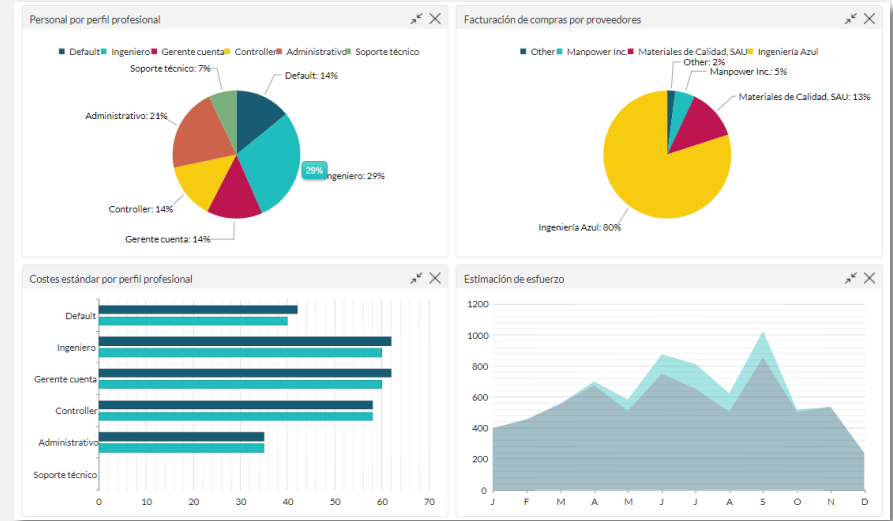 Personal por perfil profesional
Default Ingeniero Gerente cuenta Controller Administrativo Soporte técnico
Soporte técnico: 7%
Default: 14%
Administrativo: 21%
29%
ngeniero: 29%
Controller: 14%
Gerente cuenta: 14%
Facturación de compras por proveedores
Other Manpower Inc. Materiales de Calidad, SAU Ingeniería Azul
Other: 2%
Manpower Inc.: 5%
Materiales de Calidad, SAU: 13%
Ingeniería Azul: 80%
Costes estándar por perfil profesional
Default
Ingeniero
Gerente cuenta
Controller
Administrativo
Soporte técnico
0 10 20 30 40 50 60 70
Estimación de esfuerzo
1200
1000
800
600
400
200
0
J F M A M J J A S O N D